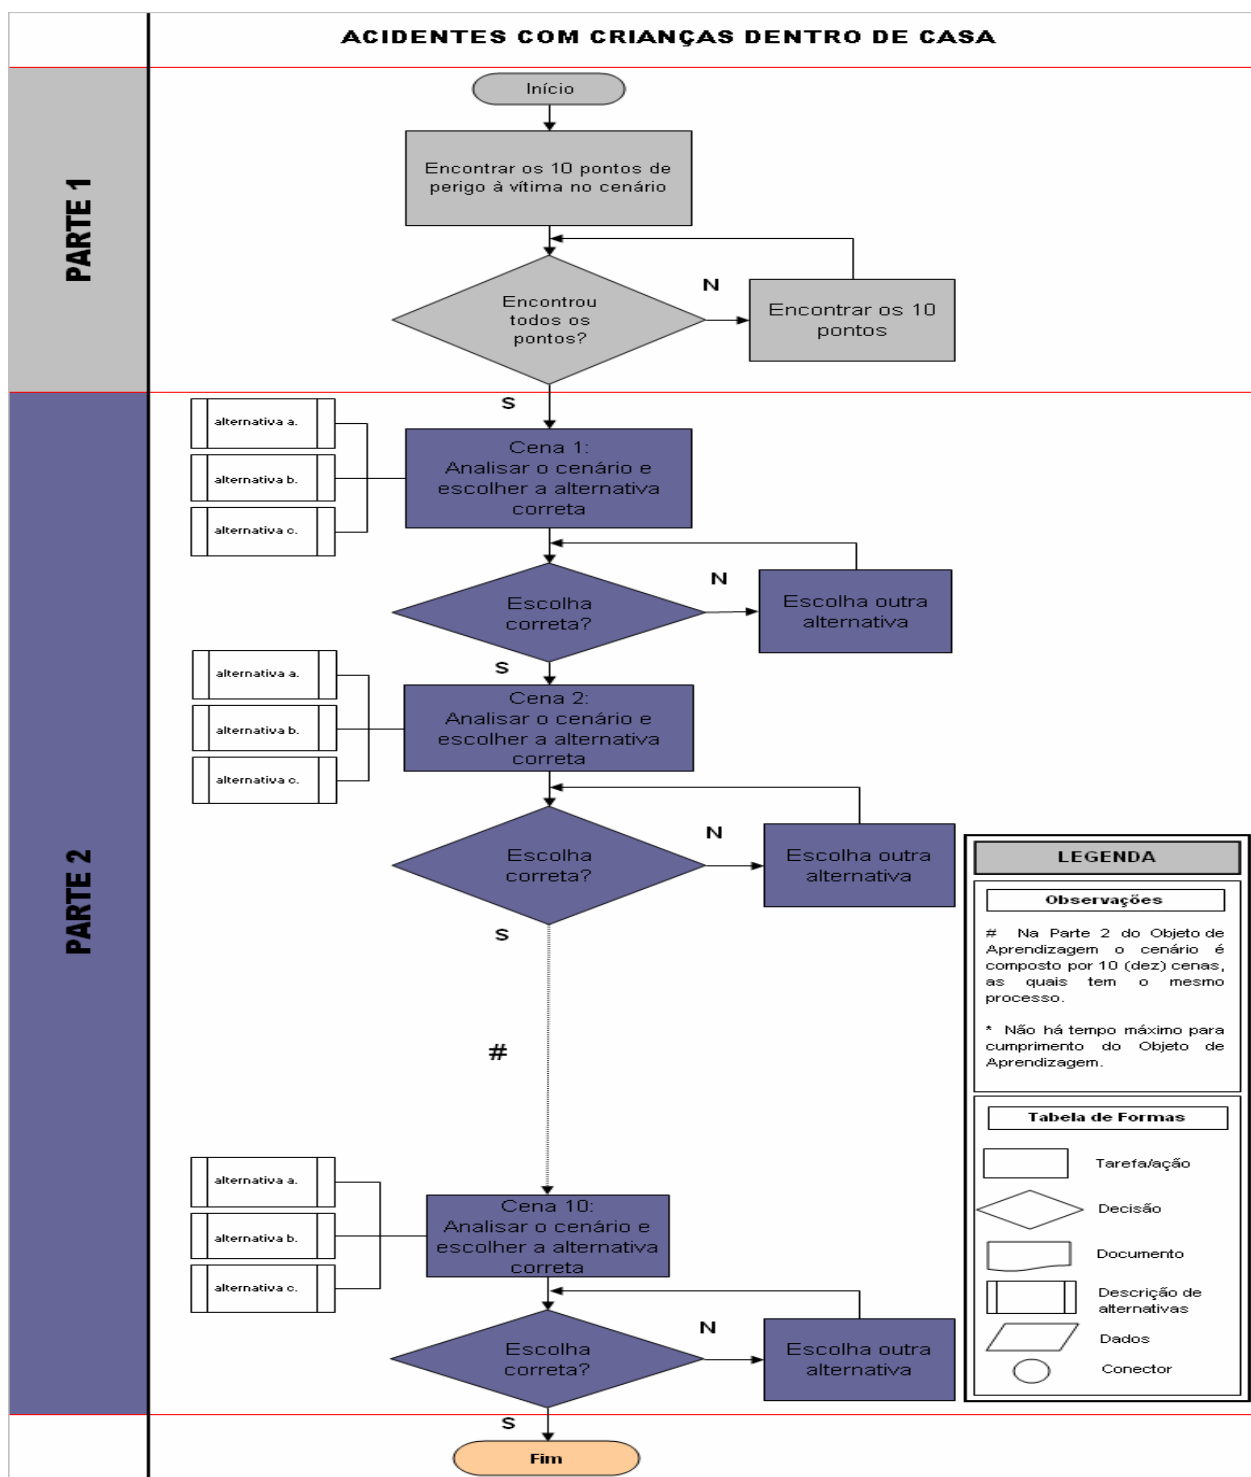 ACIDENTES COM CRIANÇAS DENTRO DE CASA
PARTE 1
Início
Encontrar os 10 pontos de
perigo à vítima no cenário
Encontrou
todos os
pontos?
N
Encontrar os 10
pontos
S
PARTE 2
alternativa a.
alternativa b.
alternativa c.
Cena 1:
Analisar o cenário e
escolher a alternativa
correta
Escolha
correta?
N
Escolha outra
alternativa
S
alternativa a.
alternativa b.
alternativa c.
Cena 2:
Analisar o cenário e
escolher a alternativa
correta
Escolha
correta?
N
Escolha outra
alternativa
S
#
alternativa a.
alternativa b.
alternativa c.
Cena 10:
Analisar o cenário e
escolher a alternativa
correta
Escolha
correta?
N
Escolha outra
alternativa
S
Fim
LEGENDA
Observações
# Na Parte 2 do Objeto de
Aprendizagem o cenário é
composto por 10 (dez) cenas,
as quais tem o mesmo
processo.
* Não há tempo máximo para
cumprimento do Objeto de
Aprendizagem.
Tabela de Formas
Tarefa/ação
Decisão
Documento
Descrição de
alternativas
Dados
Conector